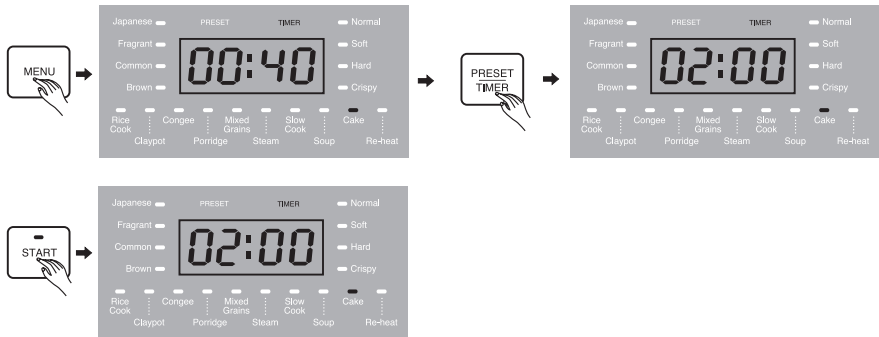 MENU
Japanese PRESET TIMER Normal
Fragrant Soft
00:40
Common Hard
Brown Crispy
Rice Cook Congee Mixed Grains Slow Cook Cake
Claypot Porridge Steam Soup Re-heat
PRESET
TIMER
Japanese PRESET TIMER Normal
Fragrant Soft
02:00
Common Hard
Brown Crispy
Rice Cook Congee Mixed Grains Slow Cook Cake
Claypot Porridge Steam Soup Re-heat
START
Japanese PRESET TIMER Normal
Fragrant Soft
02:00
Common Hard
Brown Crispy
Rice Cook Congee Mixed Grains Slow Cook Cake
Claypot Porridge Steam Soup Re-heat